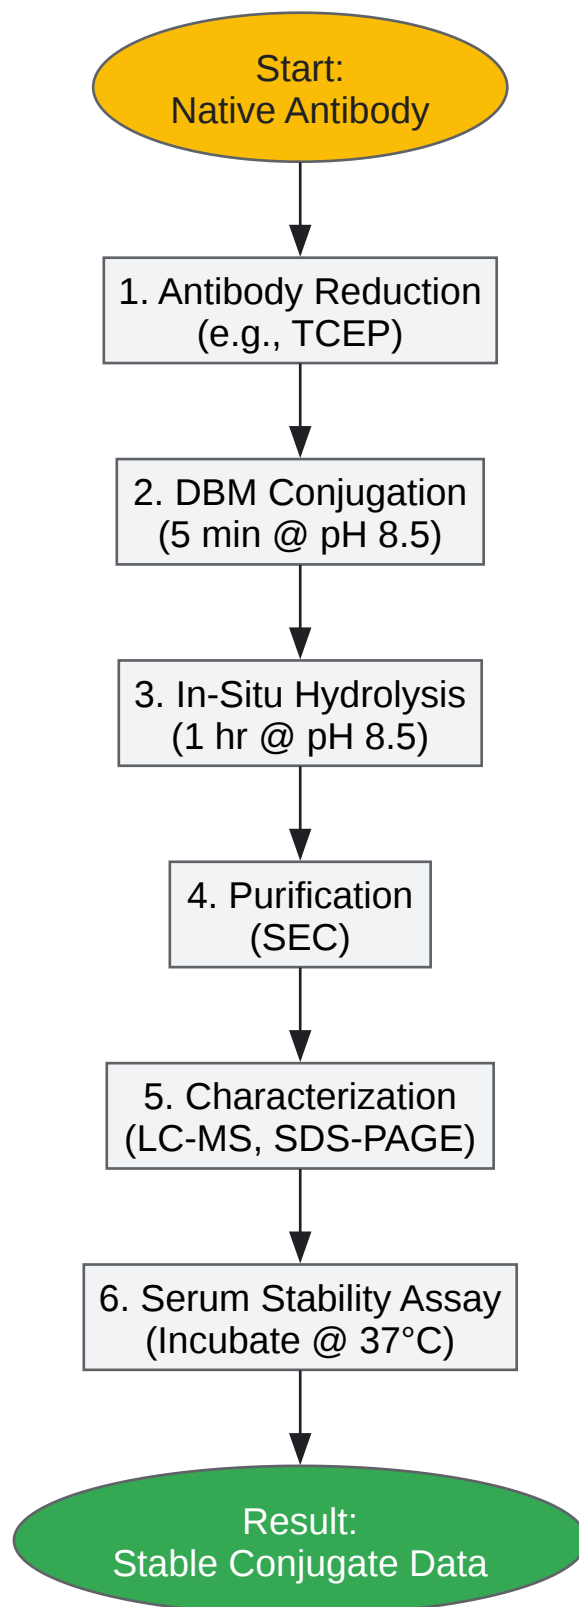 Start:
Native Antibody
1. Antibody Reduction
(e.g., TCEP)
2. DBM Conjugation
(5 min @ pH 8.5)
3. In-Situ Hydrolysis
(1 hr @ pH 8.5)
4. Purification
(SEC)
5. Characterization
(LC-MS, SDS-PAGE)
6. Serum Stability Assay
(Incubate @ 37°C)
Result:
Stable Conjugate Data